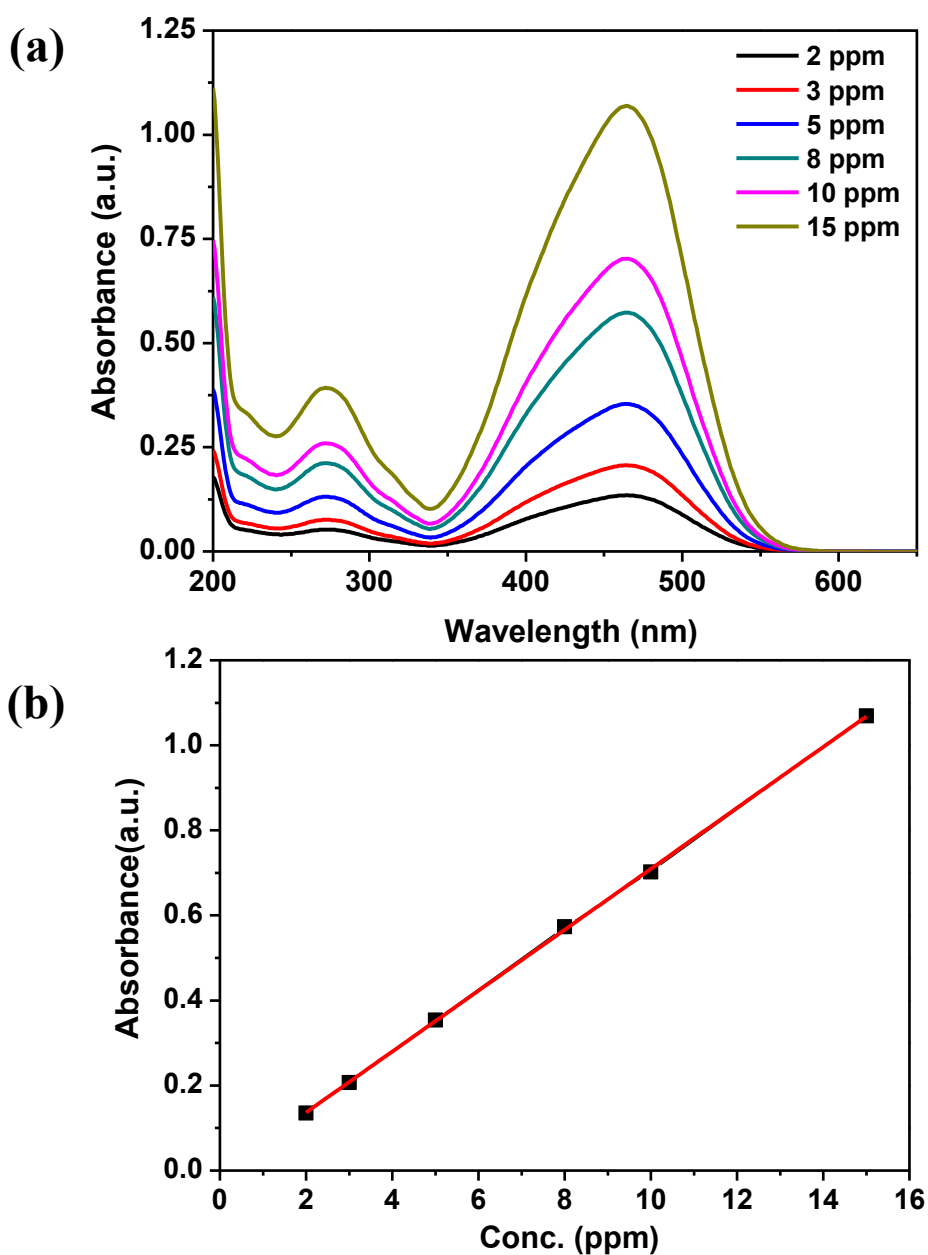 (a)
1.25
1.00
0.75
0.50
0.25
0.00
Absorbance (a.u.)
2 ppm
3 ppm
5 ppm
8 ppm
10 ppm
15 ppm
200 300 400 500 600
Wavelength (nm)
(b)
1.2
1.0
0.8
0.6
0.4
0.2
0.0
Absorbance(a.u.)
0 2 4 6 8 10 12 14 16
Conc. (ppm)